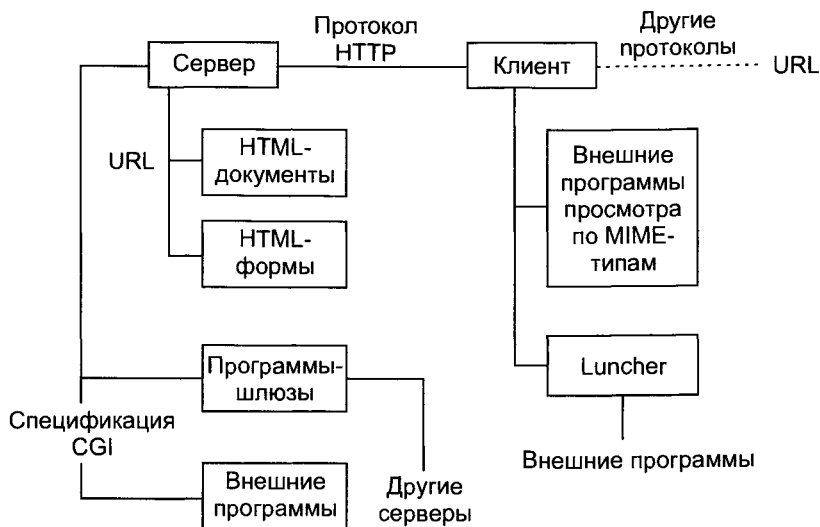 Протокол
HTTP
Другие
протоколы
Сервер
Клиент
URL
URL
HTML-
документы
HTML-
формы
Внешние
программы
просмотра
по MIME-
типам
Программы-
шлюзы
Luncher
Спецификация
CGI
Внешние программы
Внешние
программы
Другие
серверы